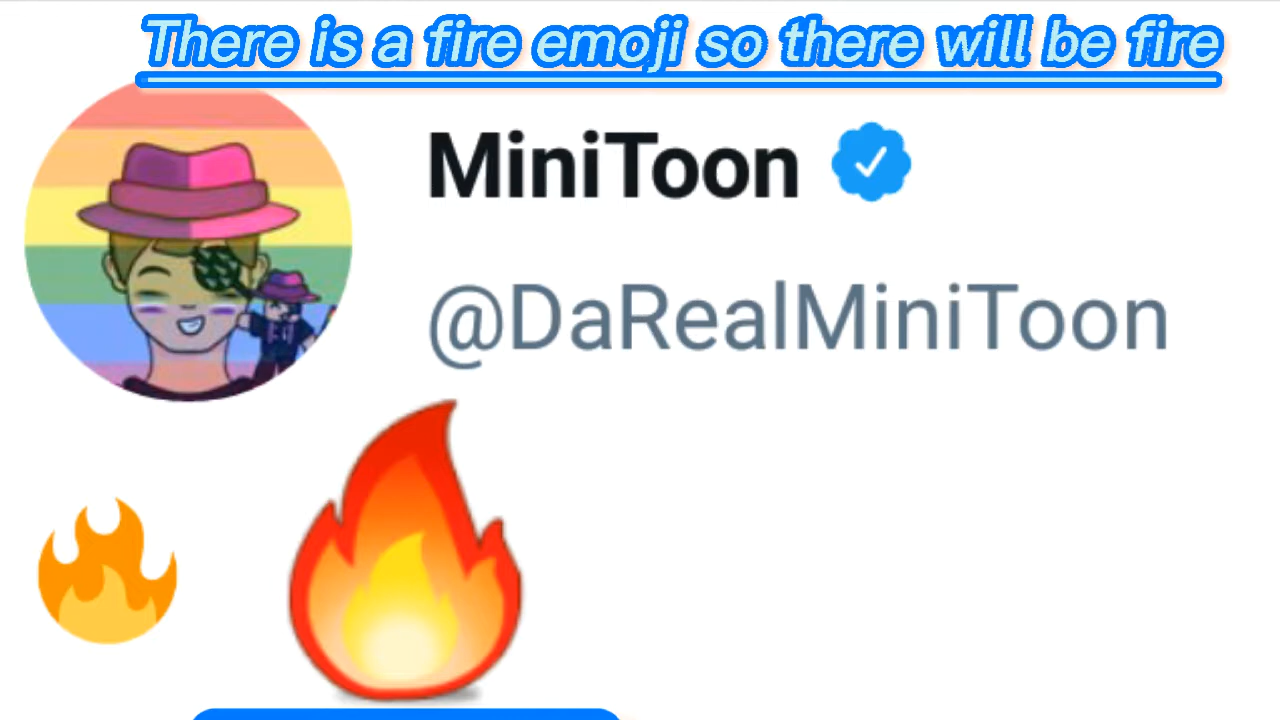 There is a fire emoji so there will be fire
MiniToon
@DaRealMiniToon